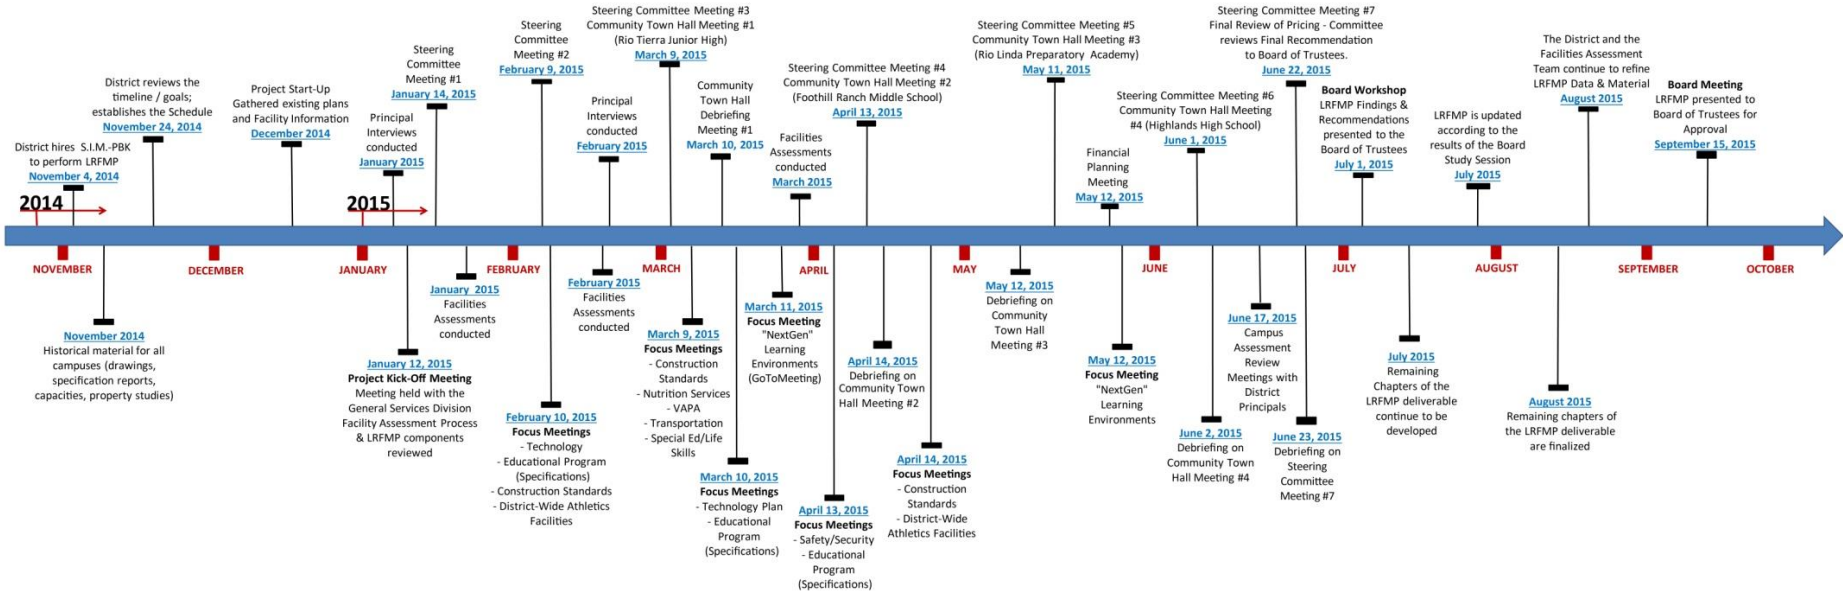 District hires S.I.M.-PBK
to perform LRFMP
November 4, 2014
District reviews the
timeline / goals;
establishes the Schedule
November 24, 2014
Project Start-Up
Gathered existing plans
and Facility Information
December 2014
Principal
Interviews
conducted
January 2015
Steering
Committee
Meeting #1
January 14, 2015
Steering
Committee
Meeting #2
February 9, 2015
Principal
Interviews
conducted
February 2015
Steering Committee Meeting #3
Community Town Hall Meeting #1
(Rio Tierra Junior High)
March 9, 2015
Community
Town Hall
Debriefing
Meeting #1
March 10, 2015
Facilities
Assessments
conducted
March 2015
Steering Committee Meeting #4
Community Town Hall Meeting #2
(Foothill Ranch Middle School)
April 13, 2015
Steering Committee Meeting #5
Community Town Hall Meeting #3
(Rio Linda Preparatory Academy)
May 11, 2015
Financial
Planning
Meeting
May 12, 2015
Steering Committee Meeting #6
Community Town Hall Meeting
#4 (Highlands High School)
June 1, 2015
Steering Committee Meeting #7
Final Review of Pricing - Committee
reviews Final Recommendation
to Board of Trustees.
June 22, 2015
Board Workshop
LRFMP Findings &
Recommendations
presented to the
Board of Trustees
July 1, 2015
LRFMP is updated
according to the
results of the Board
Study Session
July 2015
The District and the
Facilities Assessment
Team continue to refine
LRFMP Data & Material
August 2015
Board Meeting
LRFMP presented to
Board of Trustees for
Approval
September 15, 2015
2014
2015
NOVEMBER
DECEMBER
JANUARY
FEBRUARY
MARCH
APRIL
MAY
JUNE
JULY
AUGUST
SEPTEMBER
OCTOBER
November 2014
Historical material for all
campuses (drawings,
specification reports,
capacities, property studies)
January 12, 2015
Project Kick-Off Meeting
Meeting held with the
General Services Division
Facility Assessment Process
& LRFMP components
reviewed
January 2015
Facilities
Assessments
conducted
February 10, 2015
Focus Meetings
- Technology
- Educational Program
(Specifications)
- Construction Standards
- District-Wide Athletics
Facilities
February 2015
Facilities
Assessments
conducted
March 9, 2015
Focus Meetings
- Construction
Standards
- Nutrition Services
- VAPA
- Transportation
- Special Ed/Life
Skills
March 10, 2015
Focus Meetings
- Technology Plan
- Educational
Program
(Specifications)
March 11, 2015
Focus Meeting
"NextGen"
Learning
Environments
(GoToMeeting)
April 13, 2015
Focus Meetings
- Safety/Security
- Educational
Program
(Specifications)
April 14, 2015
Debriefing on
Community Town
Hall Meeting #2
April 14, 2015
Focus Meetings
- Construction
Standards
- District-Wide
Athletics Facilities
May 12, 2015
Debriefing on
Community
Town Hall
Meeting #3
May 12, 2015
Focus Meeting
"NextGen"
Learning
Environments
June 2, 2015
Debriefing on
Community Town
Hall Meeting #4
June 17, 2015
Campus
Assessment
Review
Meetings with
District
Principals
June 23, 2015
Debriefing on
Steering
Committee
Meeting #7
July 2015
Remaining
Chapters of the
LRFMP deliverable
continue to be
developed
August 2015
Remaining chapters of
the LRFMP deliverable
are finalized